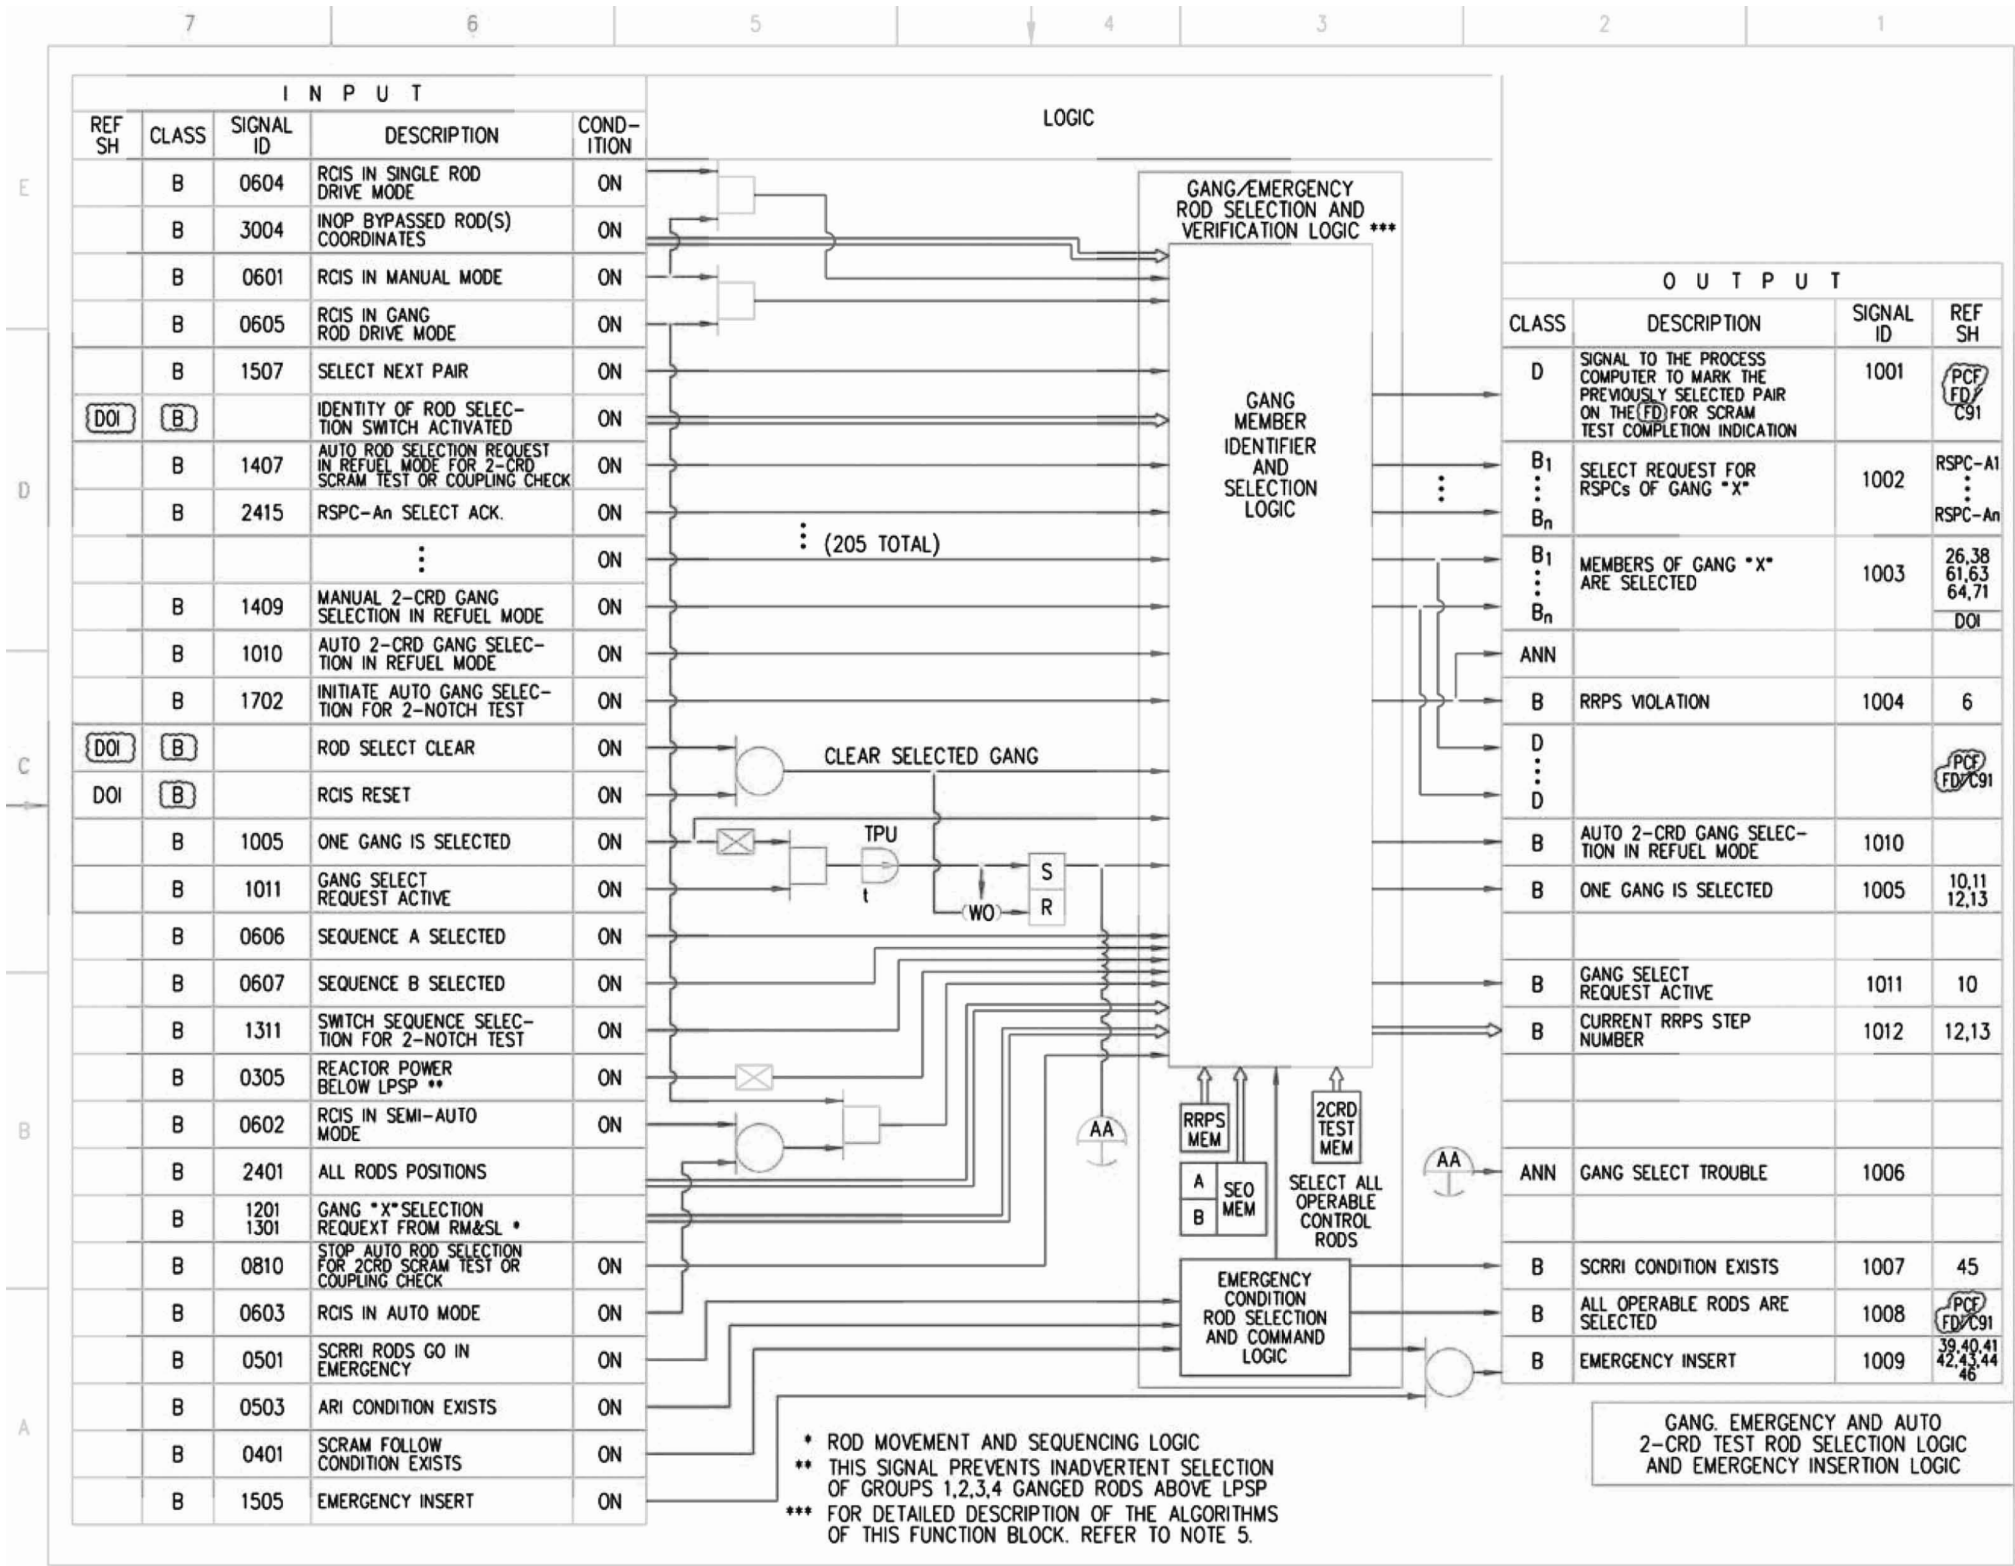 7 6 5 4 3 2 1
E
D
C
B
A
I N P U T
REF SH CLASS SIGNAL ID DESCRIPTION COND-ITION
B 0604 RCIS IN SINGLE ROD
DRIVE MODE ON
B 3004 INOP BYPASSED ROD(S)
COORDINATES ON
B 0601 RCIS IN MANUAL MODE ON
B 0605 RCIS IN GANG
ROD DRIVE MODE ON
B 1507 SELECT NEXT PAIR ON
DOI B IDENTITY OF ROD SELEC-
TION SWITCH ACTIVATED ON
B 1407 AUTO ROD SELECTION REQUEST
IN REFUEL MODE FOR 2-CRD
SCRAM TEST OR COUPLING CHECK ON
B 2415 RSPC-An SELECT ACK. ON
⋮ ON
B 1409 MANUAL 2-CRD GANG
SELECTION IN REFUEL MODE ON
B 1010 AUTO 2-CRD GANG SELEC-
TION IN REFUEL MODE ON
B 1702 INITIATE AUTO GANG SELEC-
TION FOR 2-NOTCH TEST ON
DOI B ROD SELECT CLEAR ON
DOI B RCIS RESET ON
B 1005 ONE GANG IS SELECTED ON
B 1011 GANG SELECT
REQUEST ACTIVE ON
B 0606 SEQUENCE A SELECTED ON
B 0607 SEQUENCE B SELECTED ON
B 1311 SWITCH SEQUENCE SELEC-
TION FOR 2-NOTCH TEST ON
B 0305 REACTOR POWER
BELOW LPSP ** ON
B 0602 RCIS IN SEMI-AUTO
MODE ON
B 2401 ALL RODS POSITIONS
B 1201
1301 GANG "X" SELECTION
REQUEXT FROM RM&SL *
B 0810 STOP AUTO ROD SELECTION
FOR 2CRD SCRAM TEST OR
COUPLING CHECK ON
B 0603 RCIS IN AUTO MODE ON
B 0501 SCRRI RODS GO IN
EMERGENCY ON
B 0503 ARI CONDITION EXISTS ON
B 0401 SCRAM FOLLOW
CONDITION EXISTS ON
B 1505 EMERGENCY INSERT ON
LOGIC
GANG/EMERGENCY
ROD SELECTION AND
VERIFICATION LOGIC ***
GANG
MEMBER
IDENTIFIER
AND
SELECTION
LOGIC
⋮ (205 TOTAL)
CLEAR SELECTED GANG
TPU
t
S
R
(WO)
AA
RRPS
MEM
A
B
SEO
MEM
2CRD
TEST
MEM
SELECT ALL
OPERABLE
CONTROL
RODS
EMERGENCY
CONDITION
ROD SELECTION
AND COMMAND
LOGIC
AA
* ROD MOVEMENT AND SEQUENCING LOGIC
** THIS SIGNAL PREVENTS INADVERTENT SELECTION
OF GROUPS 1,2,3,4 GANGED RODS ABOVE LPSP
*** FOR DETAILED DESCRIPTION OF THE ALGORITHMS
OF THIS FUNCTION BLOCK. REFER TO NOTE 5.
O U T P U T
CLASS DESCRIPTION SIGNAL ID REF SH
D SIGNAL TO THE PROCESS
COMPUTER TO MARK THE
PREVIOUSLY SELECTED PAIR
ON THE FD FOR SCRAM
TEST COMPLETION INDICATION 1001 PCF
FD/
C91
B1 ⋮ Bn SELECT REQUEST FOR
RSPCs OF GANG "X" 1002 RSPC-A1
⋮
RSPC-An
B1 ⋮ Bn MEMBERS OF GANG "X"
ARE SELECTED 1003 26,38
61,63
64,71
DOI
ANN
B RRPS VIOLATION 1004 6
D ⋮ D PCF
FD/C91
B AUTO 2-CRD GANG SELEC-
TION IN REFUEL MODE 1010
B ONE GANG IS SELECTED 1005 10,11
12,13
B GANG SELECT
REQUEST ACTIVE 1011 10
B CURRENT RRPS STEP
NUMBER 1012 12,13
ANN GANG SELECT TROUBLE 1006
B SCRRI CONDITION EXISTS 1007 45
B ALL OPERABLE RODS ARE
SELECTED 1008 PCF
FD/C91
B EMERGENCY INSERT 1009 39,40,41
42,43,44
46
GANG. EMERGENCY AND AUTO
2-CRD TEST ROD SELECTION LOGIC
AND EMERGENCY INSERTION LOGIC